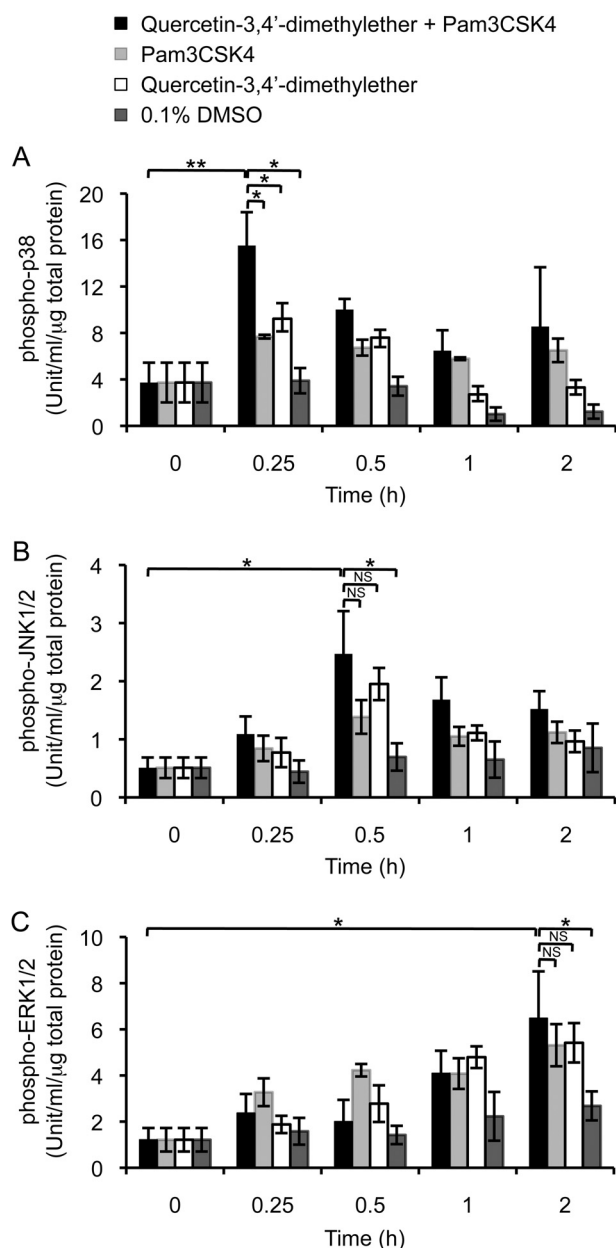 Quercetin-3,4’-dimethylether + Pam3CSK4
Pam3CSK4
Quercetin-3,4’-dimethylether
0.1% DMSO
A
** *
*
*
phospho-p38
(Unit/ml/µg total protein)
20
16
12
8
4
0
0 0.25 0.5 1 2
Time (h)
B
* *
NS
NS
phospho-JNK1/2
(Unit/ml/µg total protein)
4
3
2
1
0
0 0.25 0.5 1 2
Time (h)
C
* *
NS
NS
phospho-ERK1/2
(Unit/ml/µg total protein)
10
8
6
4
2
0
0 0.25 0.5 1 2
Time (h)